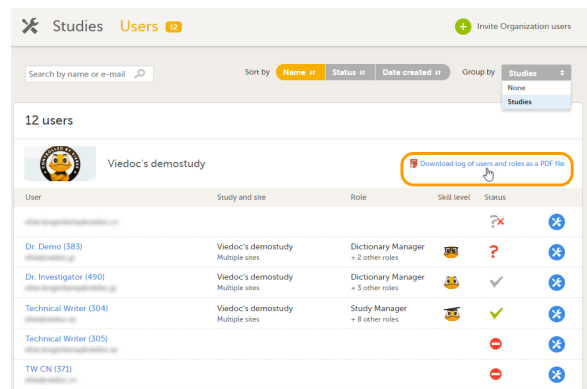 Studies Users 12
Invite Organization users
Search by name or e-mail
Sort by Name Status Date created
Group by Studies
None
Studies
12 users
Viedoc's demostudy
Download log of users and roles as a PDF file
User Study and site Role Skill level Status
Dr. Demo (383) Viedoc's demostudy Dictionary Manager
Multiple sites + 2 other roles
Dr. Investigator (490) Viedoc's demostudy Dictionary Manager
Multiple sites + 3 other roles
Technical Writer (304) Viedoc's demostudy Study Manager
Multiple sites + 8 other roles
Technical Writer (305)
TW CN (371)